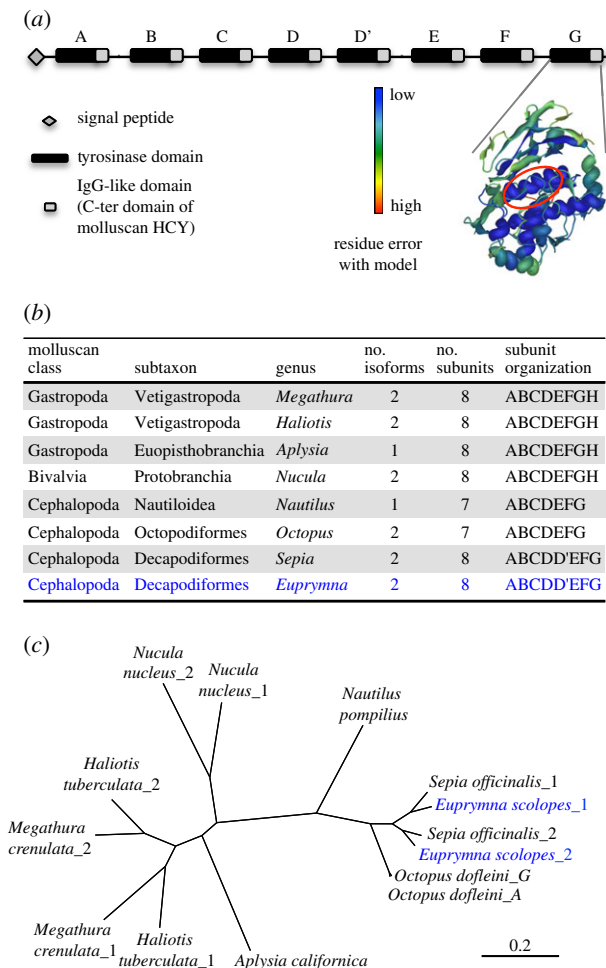 (a)
A B C D D' E F G
signal peptide
tyrosinase domain
IgG-like domain
(C-ter domain of
molluscan HCY)
low
high
residue error
with model
(b)
molluscan class subtaxon genus no. isoforms no. subunits subunit organization
Gastropoda Vetigastropoda Megathura 2 8 ABCDEFGH
Gastropoda Vetigastropoda Haliotis 2 8 ABCDEFGH
Gastropoda Euopisthobranchia Aplysia 1 8 ABCDEFGH
Bivalvia Protobranchia Nucula 2 8 ABCDEFGH
Cephalopoda Nautiloidea Nautilus 1 7 ABCDEFG
Cephalopoda Octopodiformes Octopus 2 7 ABCDEFG
Cephalopoda Decapodiformes Sepia 2 8 ABCDD'EFG
Cephalopoda Decapodiformes Euprymna 2 8 ABCDD'EFG
(c)
Nucula
nucleus_2
Nucula
nucleus_1
Nautilus
pompilius
Haliotis
tuberculata_2
Sepia officinalis_1
Euprymna scolopes_1
Megathura
crenulata_2
Sepia officinalis_2
Euprymna scolopes_2
Octopus dofleini_G
Octopus dofleini_A
Megathura
crenulata_1
Haliotis
tuberculata_1
Aplysia californica
0.2